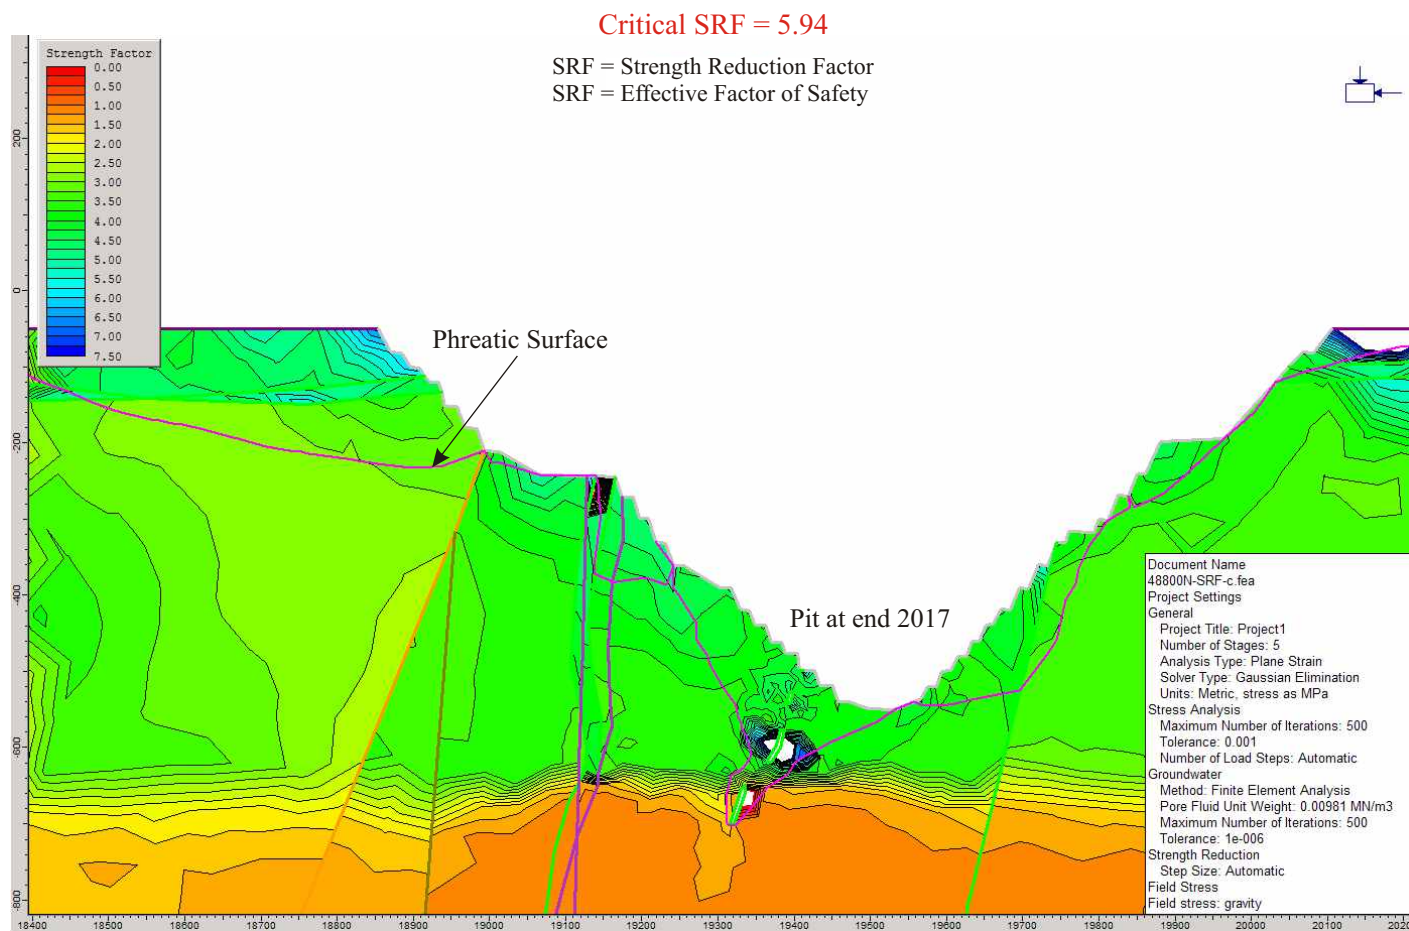 Critical SRF = 5.94
SRF = Strength Reduction Factor
SRF = Effective Factor of Safety
Strength Factor
0.00
0.50
1.00
1.50
2.00
2.50
3.00
3.50
4.00
4.50
5.00
5.50
6.00
6.50
7.00
7.50
200
0
-200
-400
-600
-800
Phreatic Surface
Pit at end 2017
Document Name
48800N-SRF-c.fea
Project Settings
General
Project Title: Project1
Number of Stages: 5
Analysis Type: Plane Strain
Solver Type: Gaussian Elimination
Units: Metric, stress as MPa
Stress Analysis
Maximum Number of Iterations: 500
Tolerance: 0.001
Number of Load Steps: Automatic
Groundwater
Method: Finite Element Analysis
Pore Fluid Unit Weight: 0.00981 MN/m3
Maximum Number of Iterations: 500
Tolerance: 1e-006
Strength Reduction
Step Size: Automatic
Field Stress
Field stress: gravity
18400 18500 18600 18700 18800 18900 19000 19100 19200 19300 19400 19500 19600 19700 19800 19900 20000 20100 202